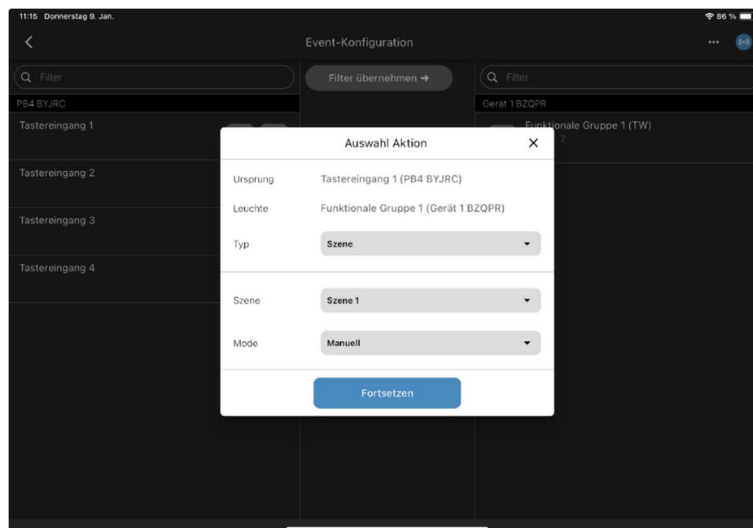 11:15 Donnerstag 9. Jan.
86 %
Event-Konfiguration
Filter
Filter übernehmen
Filter
PB4 BYJRC
Gerät 1 BZQPR
Tastereingang 1
Funktionale Gruppe 1 (TW)
2
Auswahl Aktion
Ursprung Tastereingang 1 (PB4 BYJRC)
Tastereingang 2
Leuchte Funktionale Gruppe 1 (Gerät 1 BZQPR)
Tastereingang 3
Typ Szene
Tastereingang 4
Szene Szene 1
Mode Manuell
Fortsetzen